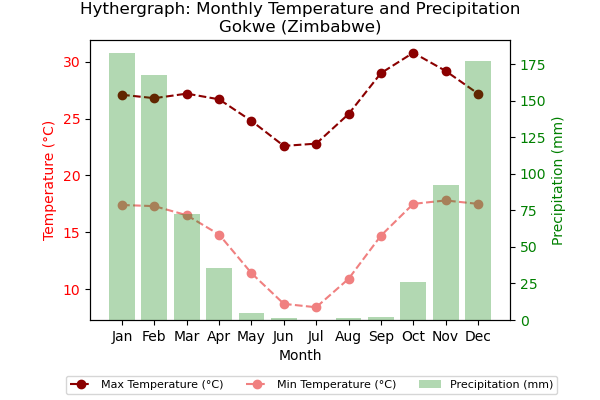 Hythergraph: Monthly Temperature and Precipitation
Gokwe (Zimbabwe)
Temperature (°C)
30
25
20
15
10
Precipitation (mm)
175
150
125
100
75
50
25
0
Jan Feb Mar Apr May Jun Jul Aug Sep Oct Nov Dec
Month
Max Temperature (°C) Min Temperature (°C) Precipitation (mm)